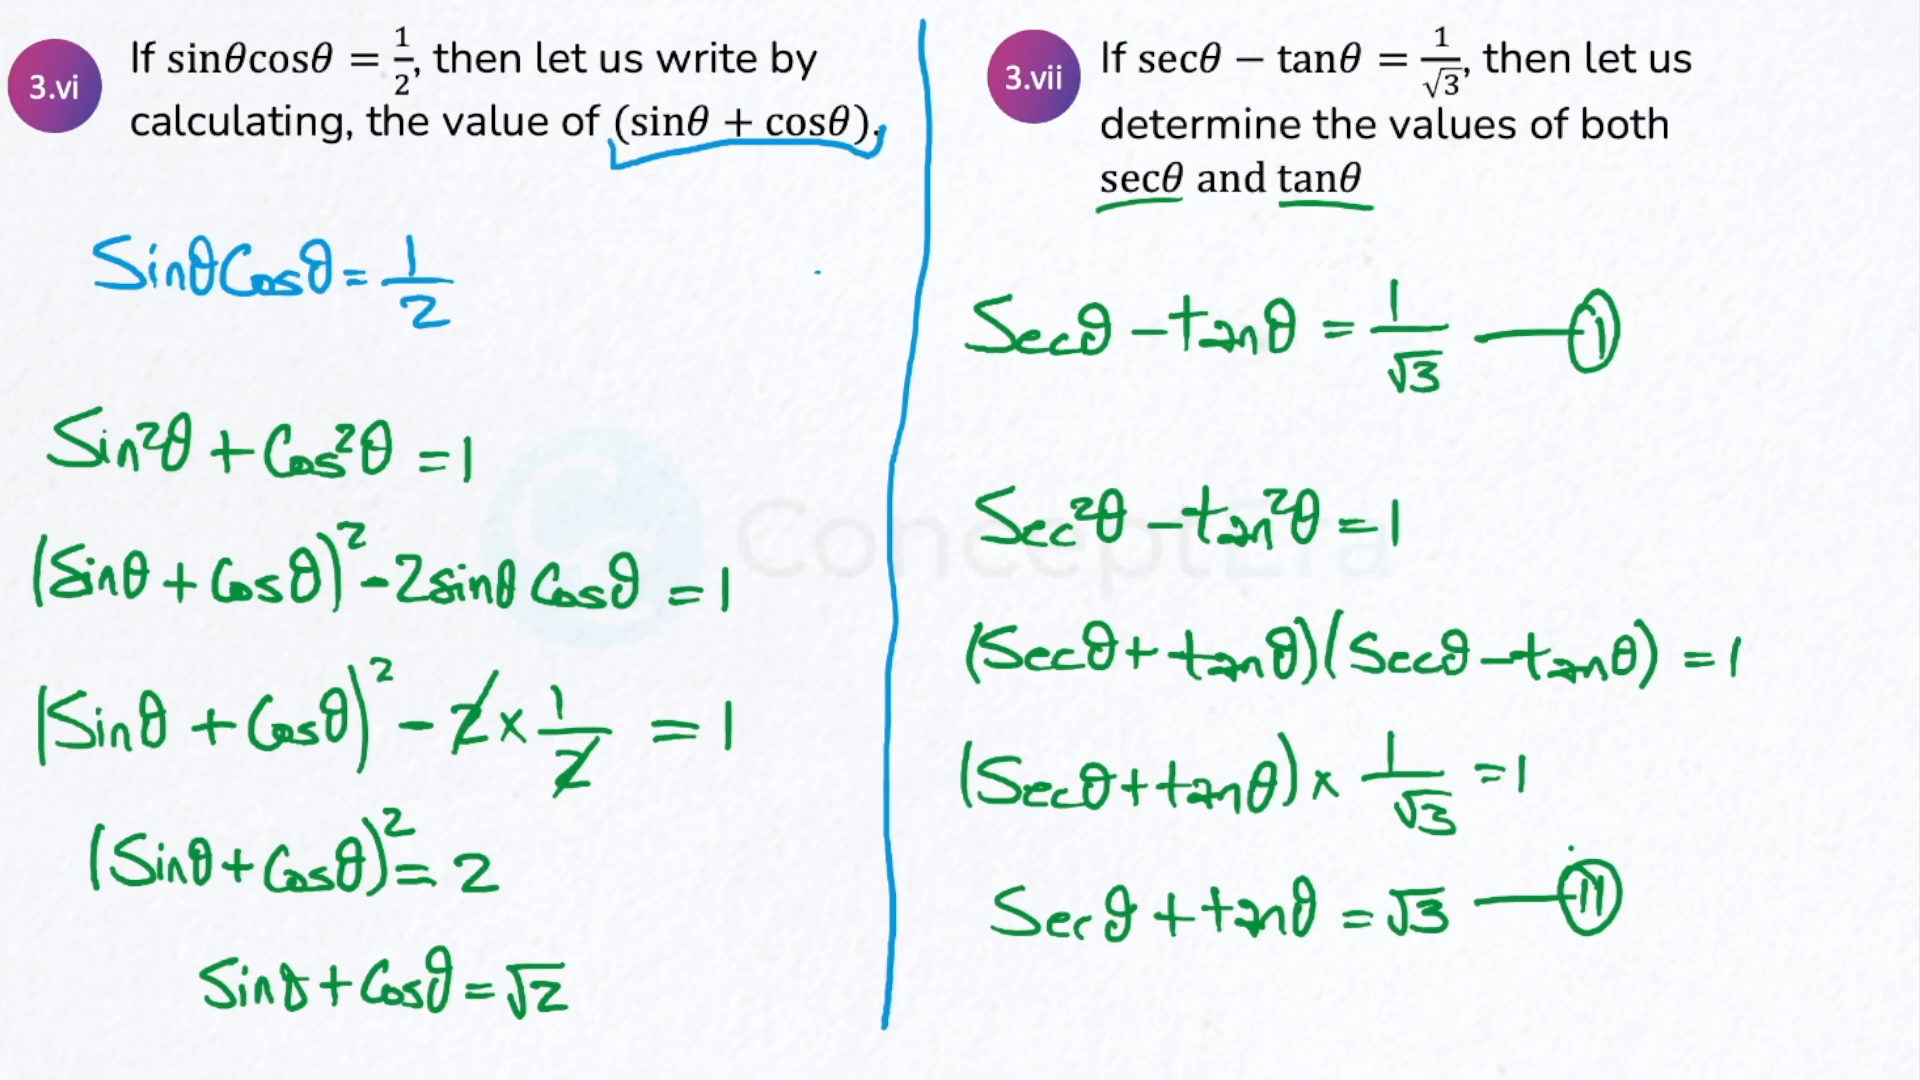 3.vi
If sinθcosθ = 1/2, then let us write by
calculating, the value of (sinθ + cosθ).
Sinθ Cosθ = 1/2
Sin²θ + Cos²θ = 1
(Sinθ + Cosθ)² - 2sinθ Cosθ = 1
(Sinθ + Cosθ)² - 2 × 1/2 = 1
(Sinθ + Cosθ)² = 2
Sinθ + Cosθ = √2
3.vii
If secθ − tanθ = 1/√3, then let us
determine the values of both
secθ and tanθ
Secθ - tanθ = 1/√3 — (I)
Sec²θ - tan²θ = 1
(Secθ + tanθ)(Secθ - tanθ) = 1
(Secθ + tanθ) × 1/√3 = 1
Secθ + tanθ = √3 — (II)
ConceptEra